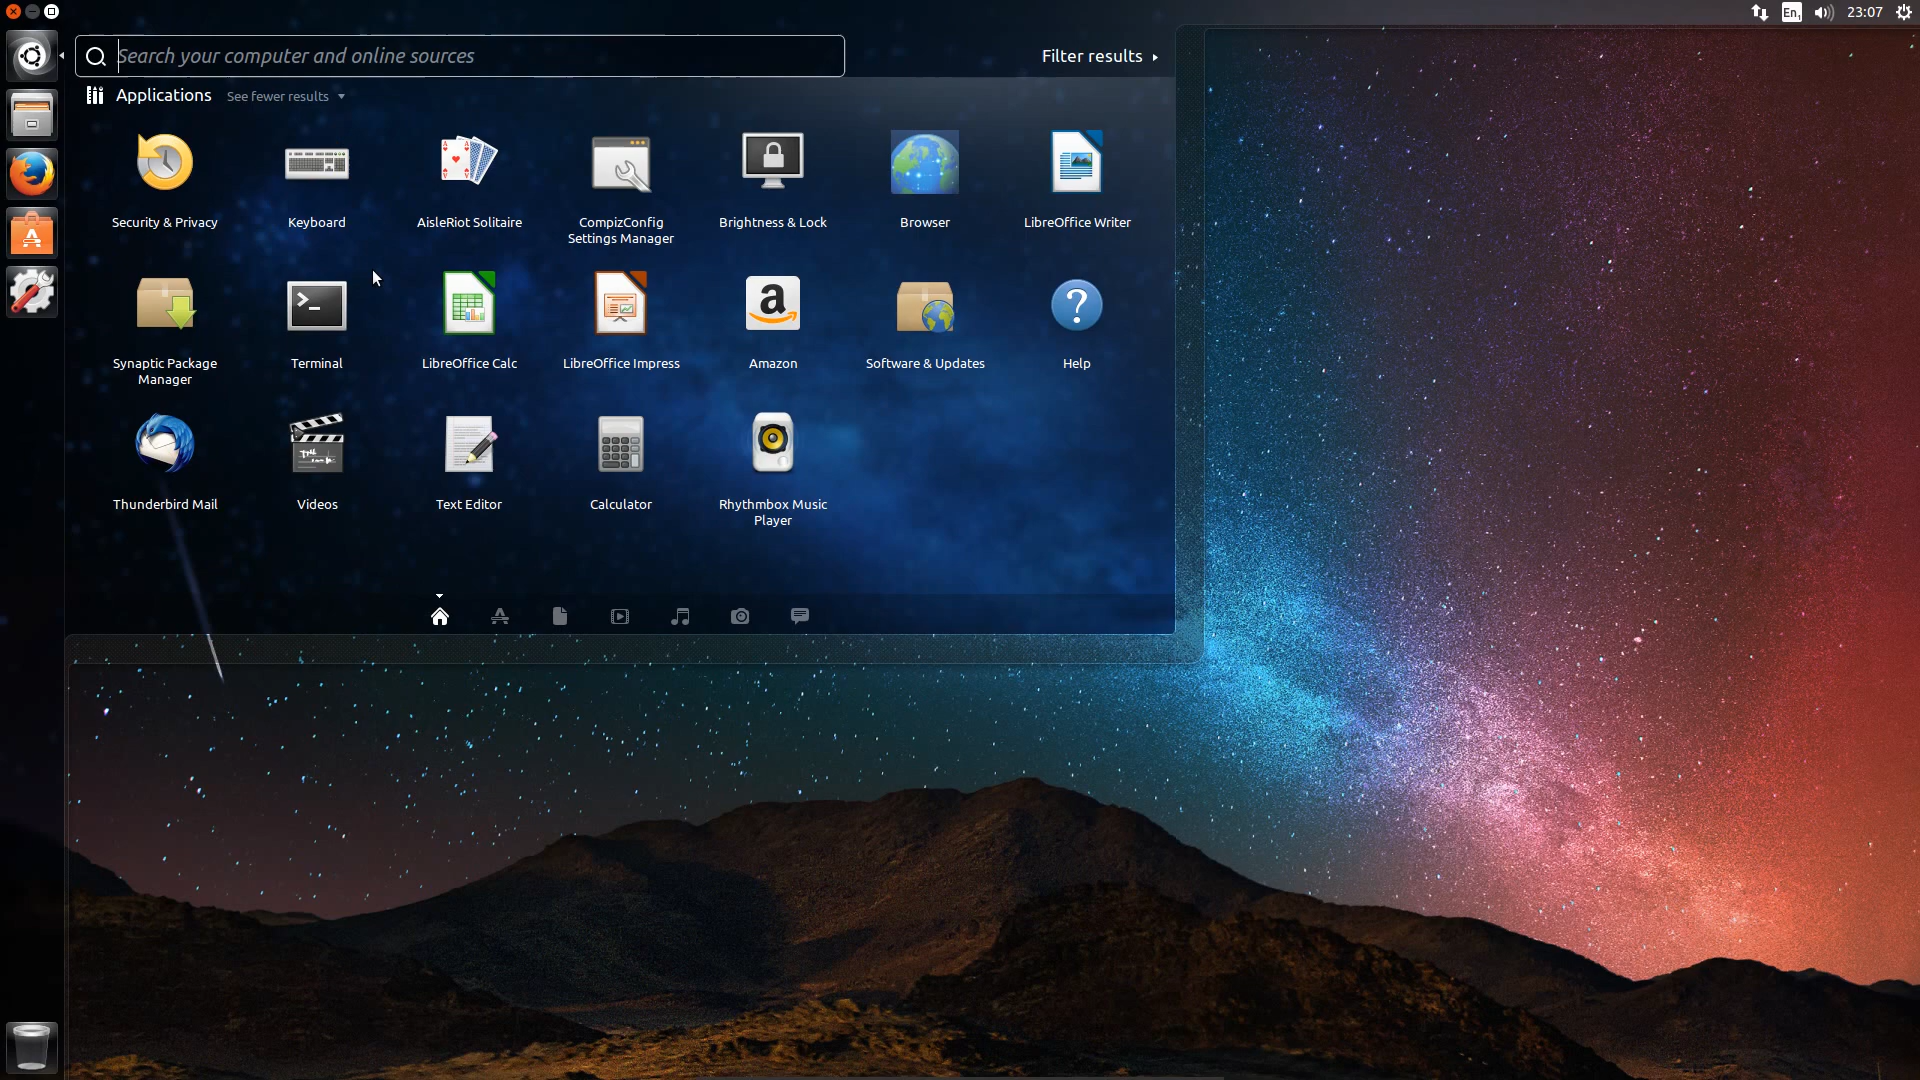 En1 23:07
Search your computer and online sources
Filter results
Applications See fewer results
Security & Privacy
Keyboard
AisleRiot Solitaire
CompizConfig
Settings Manager
Brightness & Lock
Browser
LibreOffice Writer
Synaptic Package
Manager
Terminal
LibreOffice Calc
LibreOffice Impress
Amazon
Software & Updates
Help
Thunderbird Mail
Videos
Text Editor
Calculator
Rhythmbox Music
Player